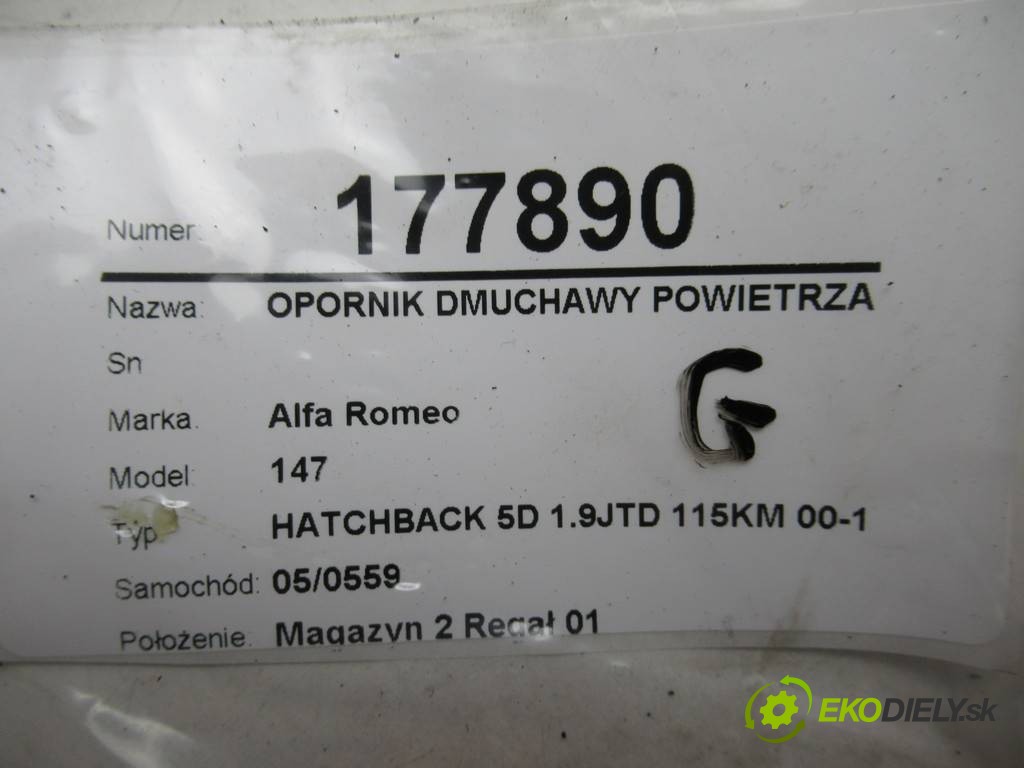 Numer: 177890
Nazwa: OPORNIK DMUCHAWY POWIETRZA
Sn
Marka. Alfa Romeo
G
Model: 147
Typ HATCHBACK 5D 1.9JTD 115KM 00-1
Samochód: 05/0559
Położenie. Magazyn 2 Regał 01
EKODIELY.sk